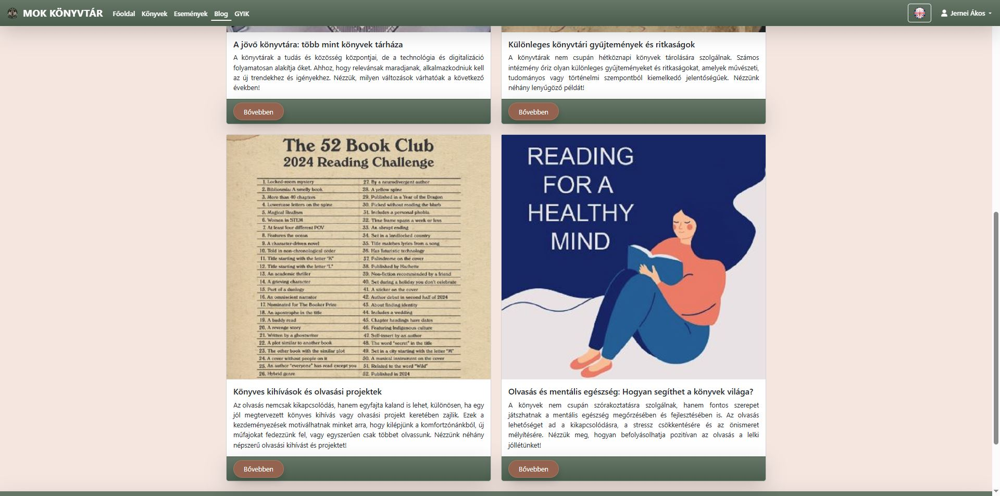 MOK KÖNYVTÁR
Főoldal Könyvek Események Blog GYIK
Jernei Ákos
A jövő könyvtára: több mint könyvek tárháza
A könyvtárak a tudás és közösség központjai, de a technológia és digitalizáció
folyamatosan alakítja őket. Ahhoz, hogy relevánsak maradjanak, alkalmazkodniuk kell
az új trendekhez és igényekhez. Nézzük, milyen változások várhatóak a következő
években!
Bővebben
Különleges könyvtári gyűjtemények és ritkaságok
A könyvtárak nem csupán hétköznapi könyvek tárolására szolgálnak. Számos
intézmény őriz olyan különleges gyűjteményeket és ritkaságokat, amelyek művészeti,
tudományos vagy történelmi szempontból kiemelkedő jelentőségűek. Nézzünk
néhány lenyűgöző példát!
Bővebben
The 52 Book Club
2024 Reading Challenge
1. Locked-room mystery
2. Bibliosmia: A smelly book
3. More than 40 chapters
4. Lowercase letters on the spine
5. Magical Realism
6. Women in STEM
7. At least four different POV
8. Features the ocean
9. A character-driven novel
10. Told in non-chronological order
11. Title starting with the letter "K"
12. Title starting with the letter "L"
13. An academic thriller
14. A grieving character
15. Part of a duology
16. An omniscient narrator
17. Nominated for The Booker Prize
18. An apostrophe in the title
19. A buddy read
20. A revenge story
21. Written by a ghostwriter
22. A plot similar to another book
23. The other book with the similar plot
24. A cover without people on it
25. An author "everyone" has read except you
26. Hybrid genre
27. By a neurodivergent author
28. A yellow spine
29. Published in a Year of the Dragon
30. Picked without reading the blurb
31. Includes a personal phobia
32. Time frame spans a week or less
33. An abrupt ending
34. Set in a landlocked country
35. Title matches lyrics from a song
36. Has futuristic technology
37. Palindrome on the cover
38. Published by Hachette
39. Non-fiction recommended by a friend
40. Set during a holiday you don't celebrate
41. A sticker on the cover
42. Author debut in second half of 2024
43. About finding identity
44. Includes a wedding
45. Chapter headings have dates
46. Featuring Indigenous culture
47. Self-insert by an author
48. The word "secret" in the title
49. Set in a city starting with the letter "M"
50. A musical instrument on the cover
51. Related to the word "Wild"
52. Published in 2024
Könyves kihívások és olvasási projektek
Az olvasás nemcsak kikapcsolódás, hanem egyfajta kaland is lehet, különösen, ha egy
jól megtervezett könyves kihívás vagy olvasási projekt keretében zajlik. Ezek a
kezdeményezések motiválhatnak minket arra, hogy kilépjünk a komfortzónánkból, új
műfajokat fedezzünk fel, vagy egyszerűen csak többet olvassunk. Nézzünk néhány
népszerű olvasási kihívást és projektet!
Bővebben
READING
FOR A
HEALTHY
MIND
Olvasás és mentális egészség: Hogyan segíthet a könyvek világa?
A könyvek nem csupán szórakoztatásra szolgálnak, hanem fontos szerepet
játszhatnak a mentális egészség megőrzésében és fejlesztésében is. Az olvasás
lehetőséget ad a kikapcsolódásra, a stressz csökkentésére és az önismeret
mélyítésére. Nézzük meg, hogyan befolyásolhatja pozitívan az olvasás a lelki
jóllétünket!
Bővebben